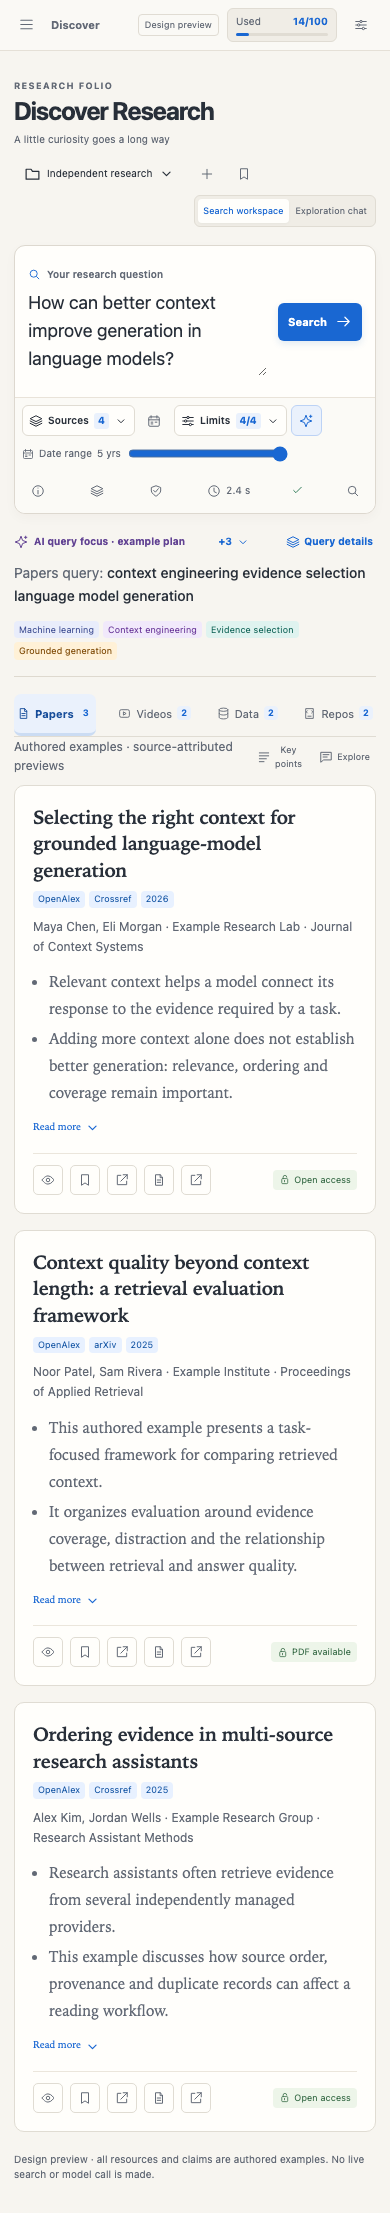 Discover
Design preview
Used 14/100
RESEARCH FOLIO
Discover Research
A little curiosity goes a long way
Independent research
Search workspace
Exploration chat
Your research question
How can better context
improve generation in
language models?
Search
Sources 4
Limits 4/4
Date range 5 yrs
2.4 s
AI query focus · example plan
+3
Query details
Papers query: context engineering evidence selection
language model generation
Machine learning
Context engineering
Evidence selection
Grounded generation
Papers 3
Videos 2
Data 2
Repos 2
Authored examples · source-attributed
previews
Key
points
Explore
Selecting the right context for
grounded language-model
generation
OpenAlex
Crossref
2026
Maya Chen, Eli Morgan · Example Research Lab · Journal
of Context Systems
• Relevant context helps a model connect its
response to the evidence required by a task.
• Adding more context alone does not establish
better generation: relevance, ordering and
coverage remain important.
Read more
Open access
Context quality beyond context
length: a retrieval evaluation
framework
OpenAlex
arXiv
2025
Noor Patel, Sam Rivera · Example Institute · Proceedings
of Applied Retrieval
• This authored example presents a task-
focused framework for comparing retrieved
context.
• It organizes evaluation around evidence
coverage, distraction and the relationship
between retrieval and answer quality.
Read more
PDF available
Ordering evidence in multi-source
research assistants
OpenAlex
Crossref
2025
Alex Kim, Jordan Wells · Example Research Group ·
Research Assistant Methods
• Research assistants often retrieve evidence
from several independently managed
providers.
• This example discusses how source order,
provenance and duplicate records can affect a
reading workflow.
Read more
Open access
Design preview · all resources and claims are authored examples. No live
search or model call is made.